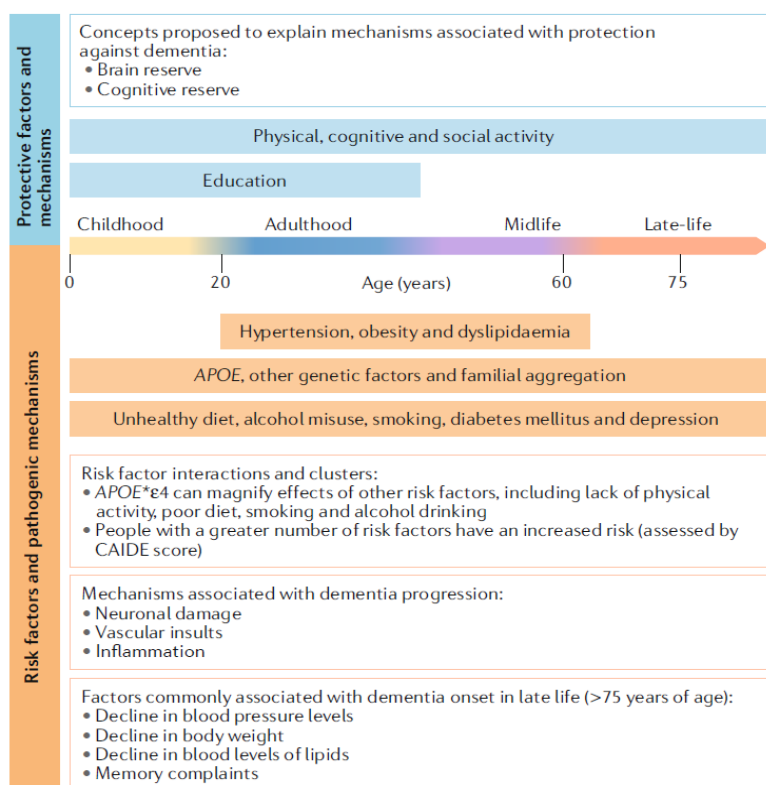 Protective factors and
mechanisms
Concepts proposed to explain mechanisms associated with protection
against dementia:
• Brain reserve
• Cognitive reserve
Physical, cognitive and social activity
Education
Childhood Adulthood Midlife Late-life
0 20 Age (years) 60 75
Risk factors and pathogenic mechanisms
Hypertension, obesity and dyslipidaemia
APOE, other genetic factors and familial aggregation
Unhealthy diet, alcohol misuse, smoking, diabetes mellitus and depression
Risk factor interactions and clusters:
• APOE*ε4 can magnify effects of other risk factors, including lack of physical
activity, poor diet, smoking and alcohol drinking
• People with a greater number of risk factors have an increased risk (assessed by
CAIDE score)
Mechanisms associated with dementia progression:
• Neuronal damage
• Vascular insults
• Inflammation
Factors commonly associated with dementia onset in late life (>75 years of age):
• Decline in blood pressure levels
• Decline in body weight
• Decline in blood levels of lipids
• Memory complaints